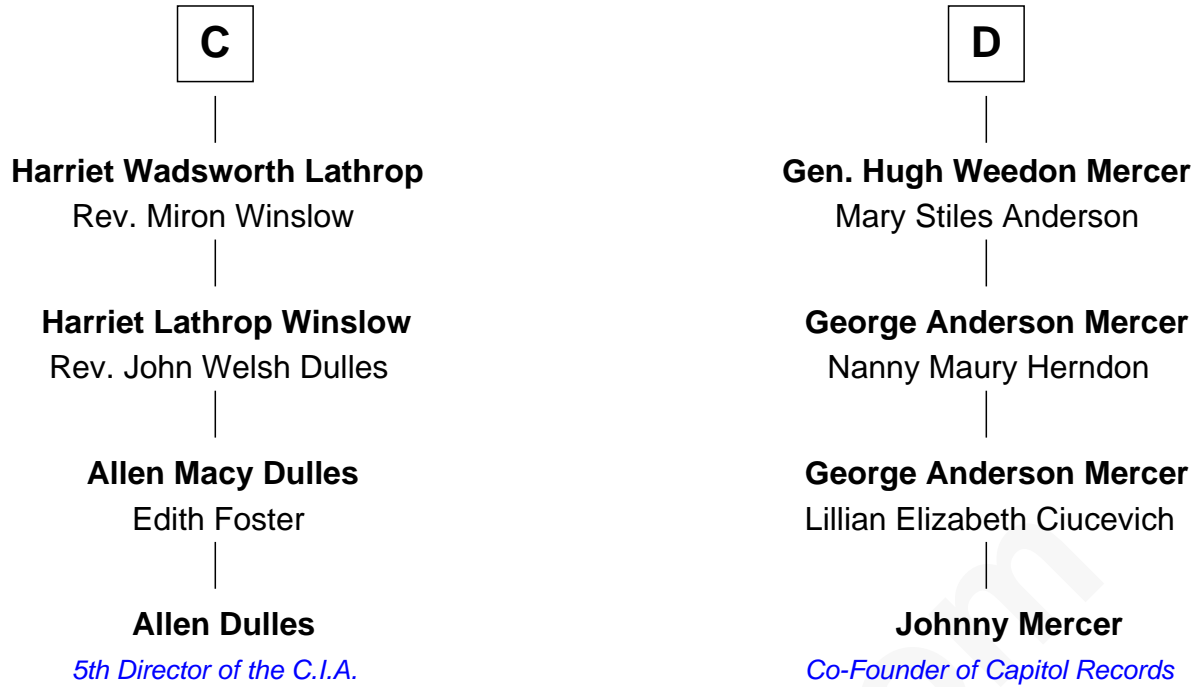 C
Harriet Wadsworth Lathrop
Rev. Miron Winslow
Harriet Lathrop Winslow
Rev. John Welsh Dulles
Allen Macy Dulles
Edith Foster
Allen Dulles
5th Director of the C.I.A.
D
Gen. Hugh Weedon Mercer
Mary Stiles Anderson
George Anderson Mercer
Nanny Maury Herndon
George Anderson Mercer
Lillian Elizabeth Ciucevich
Johnny Mercer
Co-Founder of Capitol Records